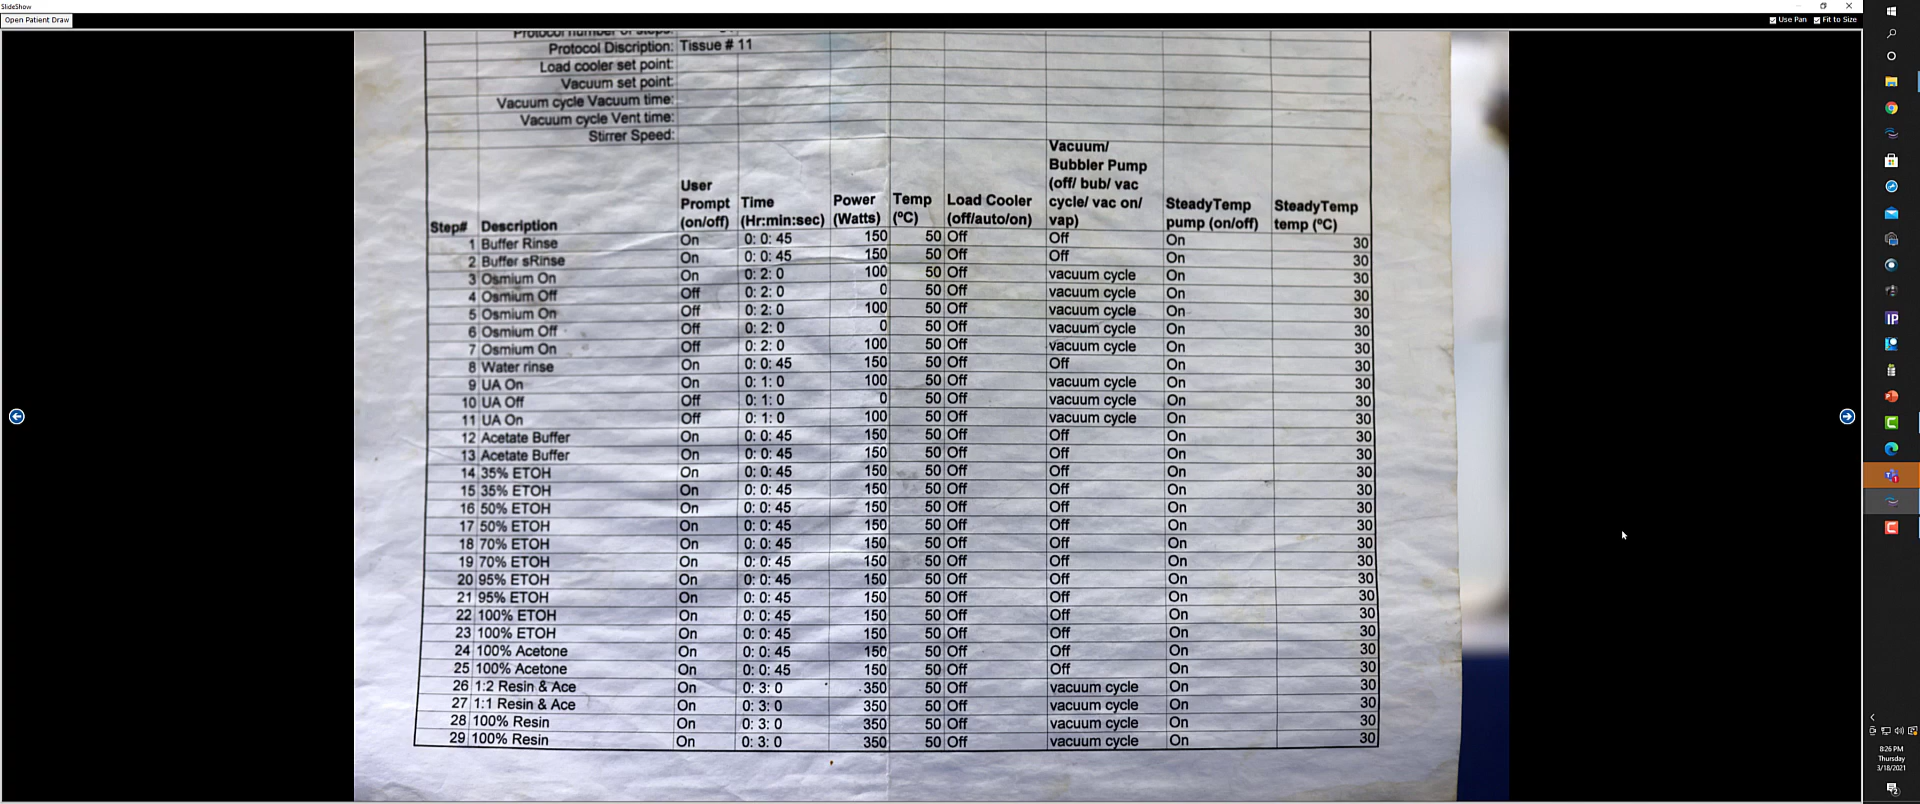 SlideShow
Open Patient Draw
Use Pan Fit to Size
Protocol number of steps:
Protocol Discription: Tissue # 11
Load cooler set point:
Vacuum set point:
Vacuum cycle Vacuum time:
Vacuum cycle Vent time:
Stirrer Speed:
Step# Description User Prompt (on/off) Time (Hr:min:sec) Power (Watts) Temp (ºC) Load Cooler (off/auto/on) Vacuum/ Bubbler Pump (off/ bub/ vac cycle/ vac on/ vap) SteadyTemp pump (on/off) SteadyTemp temp (ºC)
1 Buffer Rinse On 0: 0: 45 150 50 Off Off On 30
2 Buffer sRinse On 0: 0: 45 150 50 Off Off On 30
3 Osmium On On 0: 2: 0 100 50 Off vacuum cycle On 30
4 Osmium Off Off 0: 2: 0 0 50 Off vacuum cycle On 30
5 Osmium On Off 0: 2: 0 100 50 Off vacuum cycle On 30
6 Osmium Off Off 0: 2: 0 0 50 Off vacuum cycle On 30
7 Osmium On Off 0: 2: 0 100 50 Off vacuum cycle On 30
8 Water rinse On 0: 0: 45 150 50 Off Off On 30
9 UA On On 0: 1: 0 100 50 Off vacuum cycle On 30
10 UA Off Off 0: 1: 0 0 50 Off vacuum cycle On 30
11 UA On Off 0: 1: 0 100 50 Off vacuum cycle On 30
12 Acetate Buffer On 0: 0: 45 150 50 Off Off On 30
13 Acetate Buffer On 0: 0: 45 150 50 Off Off On 30
14 35% ETOH On 0: 0: 45 150 50 Off Off On 30
15 35% ETOH On 0: 0: 45 150 50 Off Off On 30
16 50% ETOH On 0: 0: 45 150 50 Off Off On 30
17 50% ETOH On 0: 0: 45 150 50 Off Off On 30
18 70% ETOH On 0: 0: 45 150 50 Off Off On 30
19 70% ETOH On 0: 0: 45 150 50 Off Off On 30
20 95% ETOH On 0: 0: 45 150 50 Off Off On 30
21 95% ETOH On 0: 0: 45 150 50 Off Off On 30
22 100% ETOH On 0: 0: 45 150 50 Off Off On 30
23 100% ETOH On 0: 0: 45 150 50 Off Off On 30
24 100% Acetone On 0: 0: 45 150 50 Off Off On 30
25 100% Acetone On 0: 0: 45 150 50 Off Off On 30
26 1:2 Resin & Ace On 0: 3: 0 350 50 Off vacuum cycle On 30
27 1:1 Resin & Ace On 0: 3: 0 350 50 Off vacuum cycle On 30
28 100% Resin On 0: 3: 0 350 50 Off vacuum cycle On 30
29 100% Resin On 0: 3: 0 350 50 Off vacuum cycle On 30
IP
8:26 PM
Thursday
3/18/2021